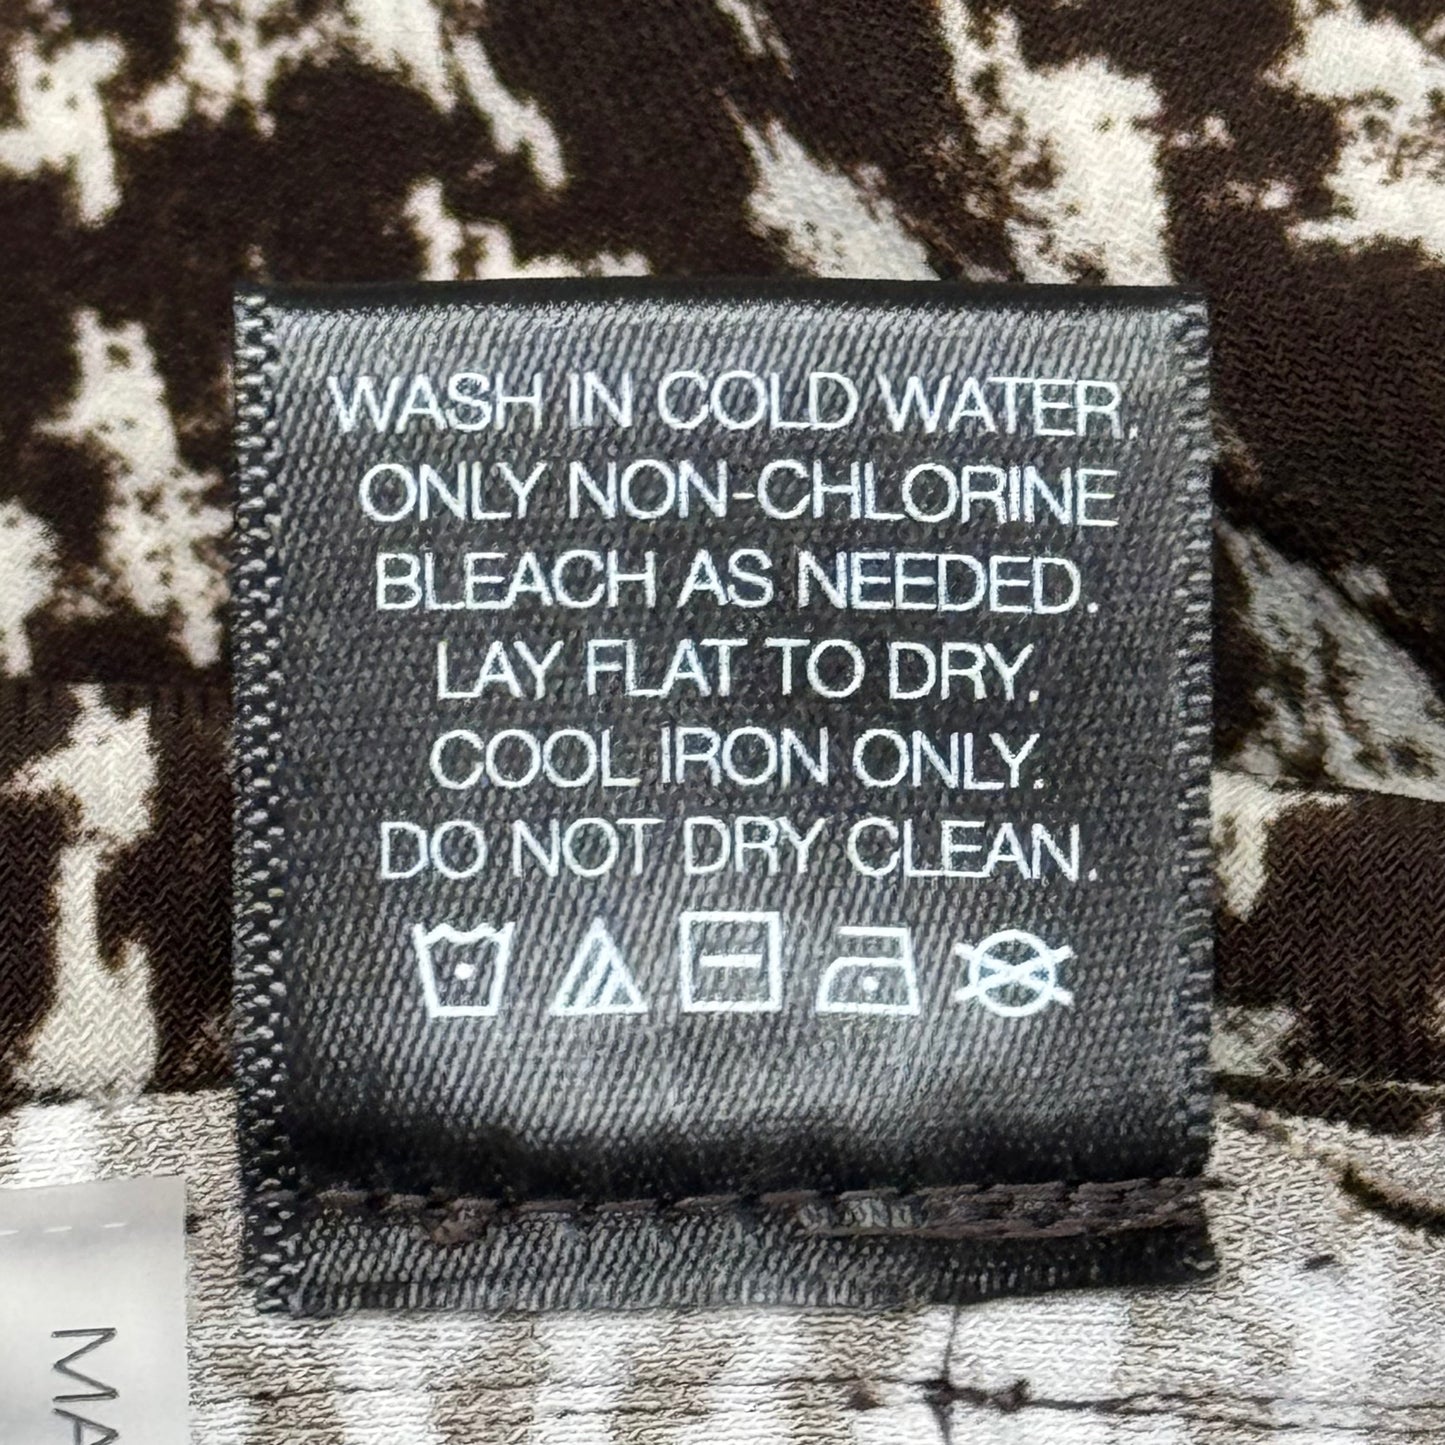 WASH IN COLD WATER.
ONLY NON-CHLORINE
BLEACH AS NEEDED.
LAY FLAT TO DRY.
COOL IRON ONLY.
DO NOT DRY CLEAN.